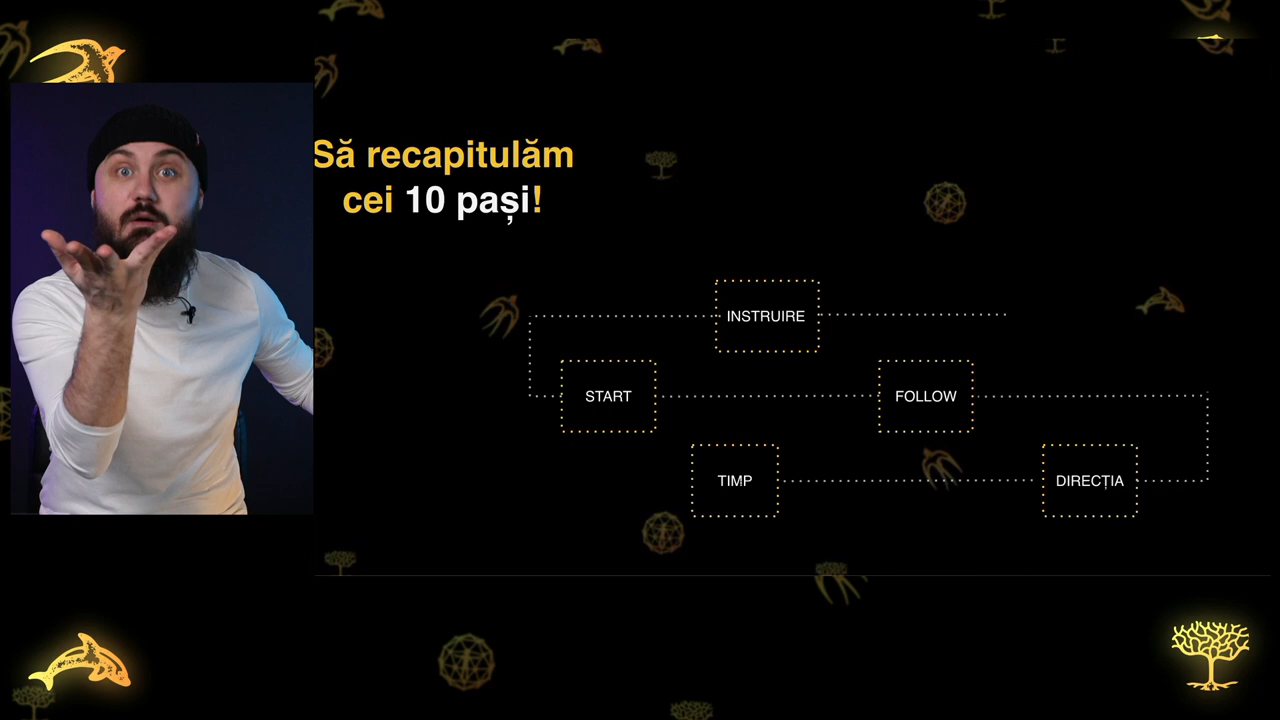 Să recapitulăm
cei 10 pași!
INSTRUIRE
START
FOLLOW
TIMP
DIRECȚIA